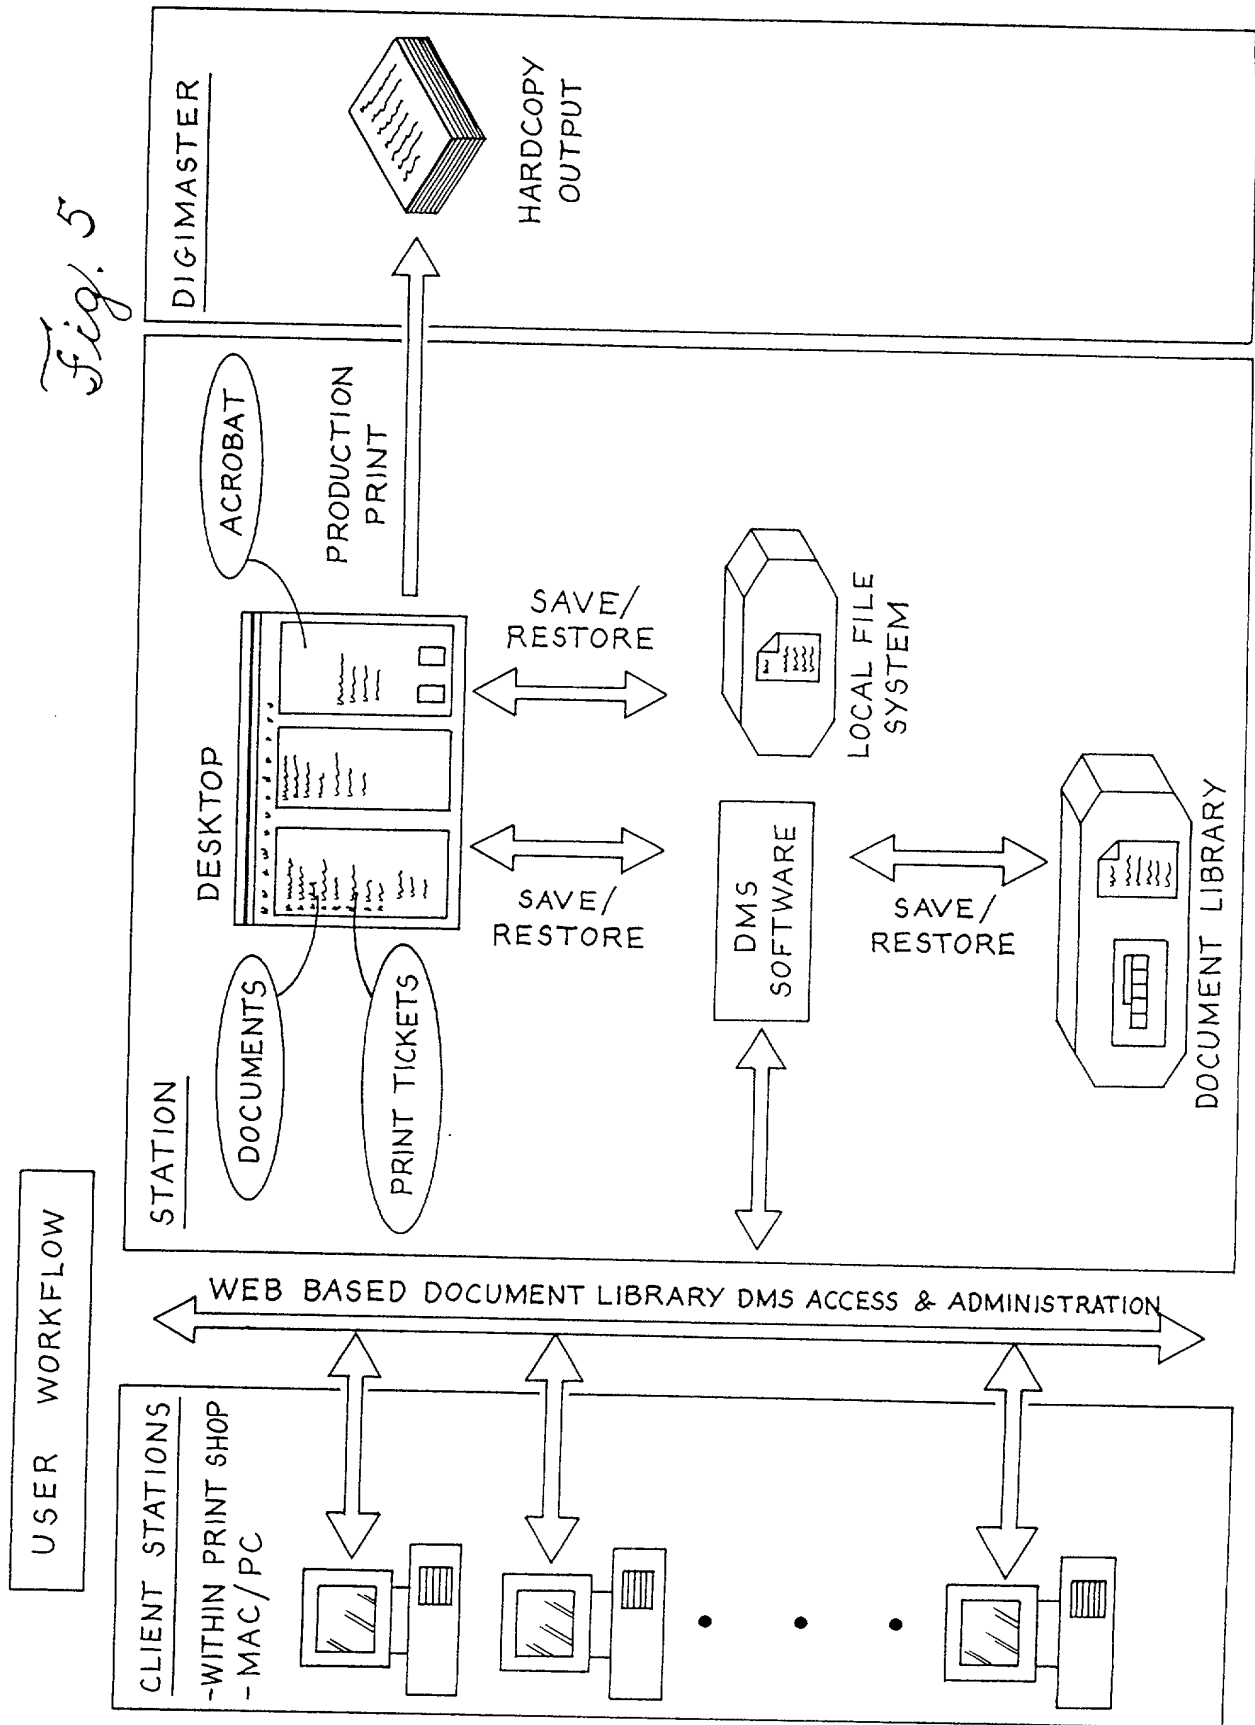 USER WORKFLOW
Fig. 5
CLIENT STATIONS
-WITHIN PRINT SHOP
- MAC/PC
WEB BASED DOCUMENT LIBRARY DMS ACCESS & ADMINISTRATION
STATION
DOCUMENTS
PRINT TICKETS
DESKTOP
ACROBAT
PRODUCTION
PRINT
SAVE/
RESTORE
SAVE/
RESTORE
DMS
SOFTWARE
LOCAL FILE
SYSTEM
SAVE/
RESTORE
DOCUMENT LIBRARY
DIGIMASTER
HARDCOPY
OUTPUT